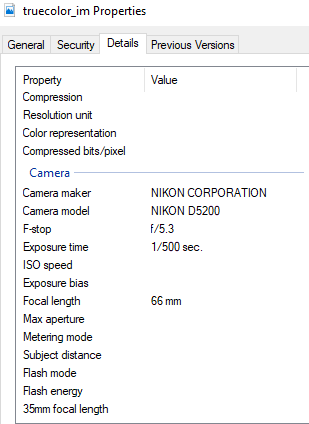 truecolor_im Properties
General Security Details Previous Versions
Property Value
Compression
Resolution unit
Color representation
Compressed bits/pixel
Camera
Camera maker NIKON CORPORATION
Camera model NIKON D5200
F-stop f/5.3
Exposure time 1/500 sec.
ISO speed
Exposure bias
Focal length 66 mm
Max aperture
Metering mode
Subject distance
Flash mode
Flash energy
35mm focal length